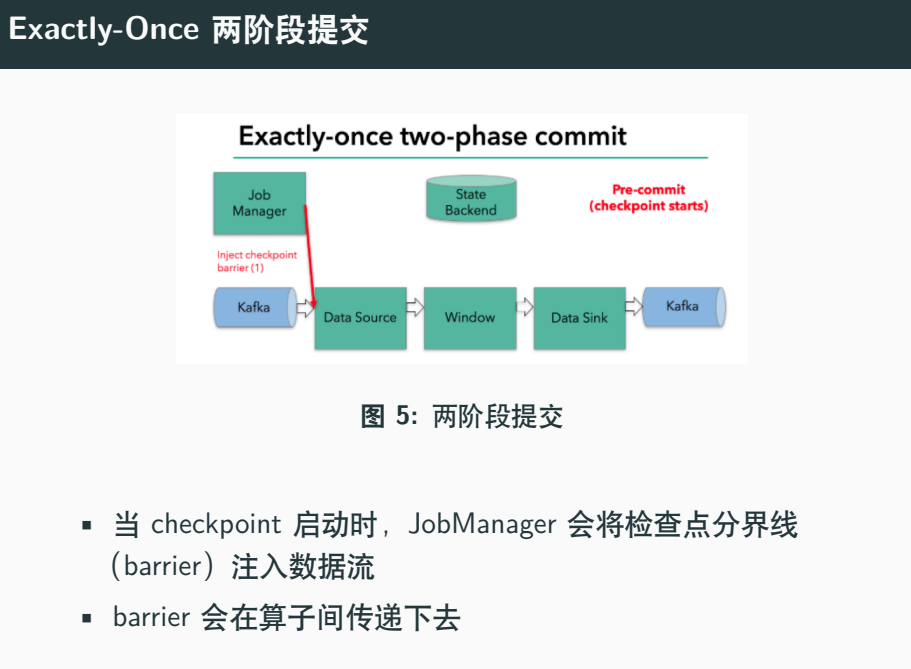 Exactly-Once 两阶段提交
Exactly-once two-phase commit
Job
Manager
State
Backend
Pre-commit
(checkpoint starts)
Inject checkpoint
barrier (1)
Kafka
Data Source
Window
Data Sink
Kafka
图 5: 两阶段提交
当 checkpoint 启动时，JobManager 会将检查点分界线
（barrier）注入数据流
barrier 会在算子间传递下去